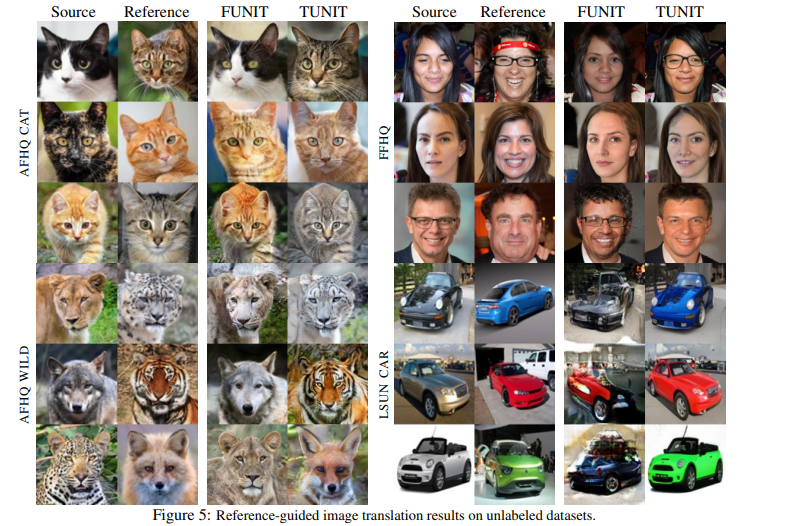 Source Reference FUNIT TUNIT Source Reference FUNIT TUNIT
AFHQ CAT
FFHQ
AFHQ WILD
LSUN CAR
Figure 5: Reference-guided image translation results on unlabeled datasets.